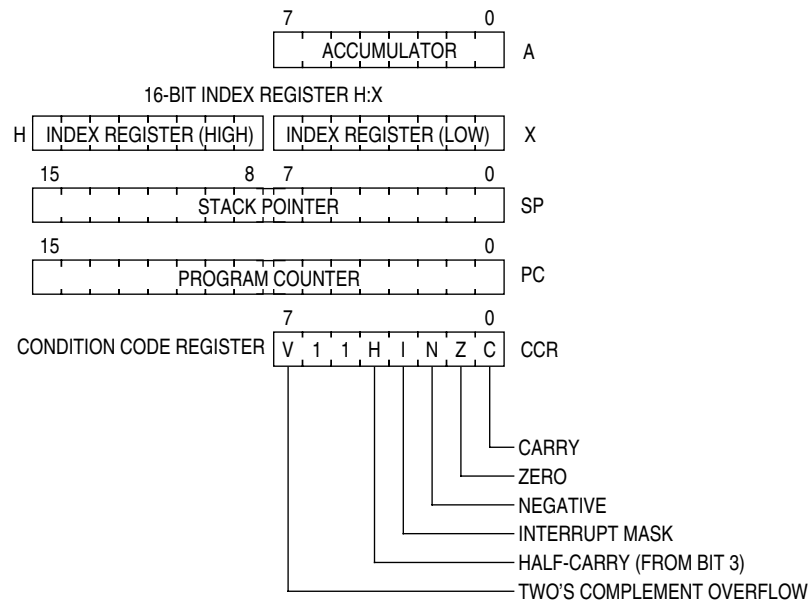 7 0
ACCUMULATOR A
16-BIT INDEX REGISTER H:X
H INDEX REGISTER (HIGH) INDEX REGISTER (LOW) X
15 8 7 0
STACK POINTER SP
15 0
PROGRAM COUNTER PC
7 0
CONDITION CODE REGISTER V 1 1 H I N Z C CCR
CARRY
ZERO
NEGATIVE
INTERRUPT MASK
HALF-CARRY (FROM BIT 3)
TWO'S COMPLEMENT OVERFLOW